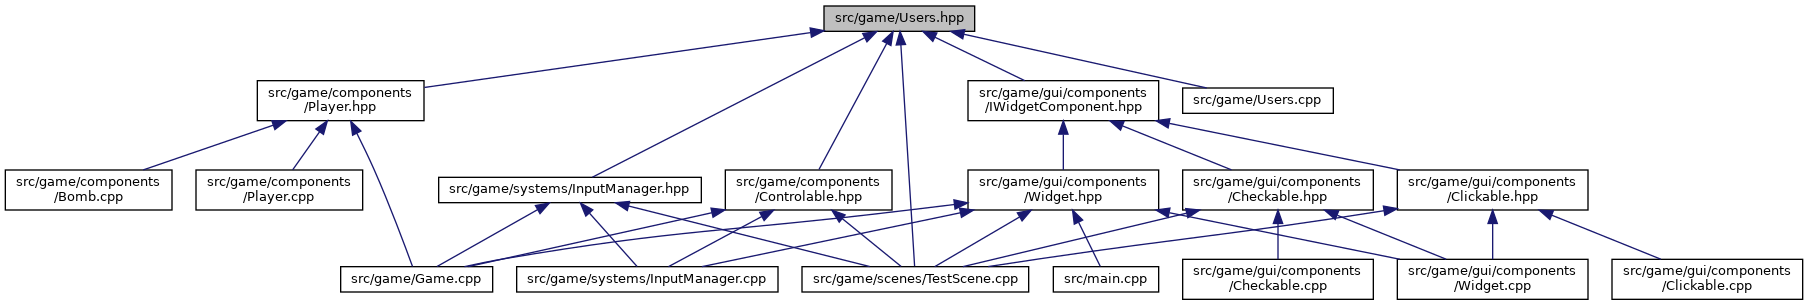 src/game/Users.hpp
src/game/components
/Player.hpp
src/game/gui/components
/IWidgetComponent.hpp
src/game/Users.cpp
src/game/components
/Bomb.cpp
src/game/components
/Player.cpp
src/game/systems/InputManager.hpp
src/game/components
/Controlable.hpp
src/game/gui/components
/Widget.hpp
src/game/gui/components
/Checkable.hpp
src/game/gui/components
/Clickable.hpp
src/game/Game.cpp
src/game/systems/InputManager.cpp
src/game/scenes/TestScene.cpp
src/main.cpp
src/game/gui/components
/Checkable.cpp
src/game/gui/components
/Widget.cpp
src/game/gui/components
/Clickable.cpp